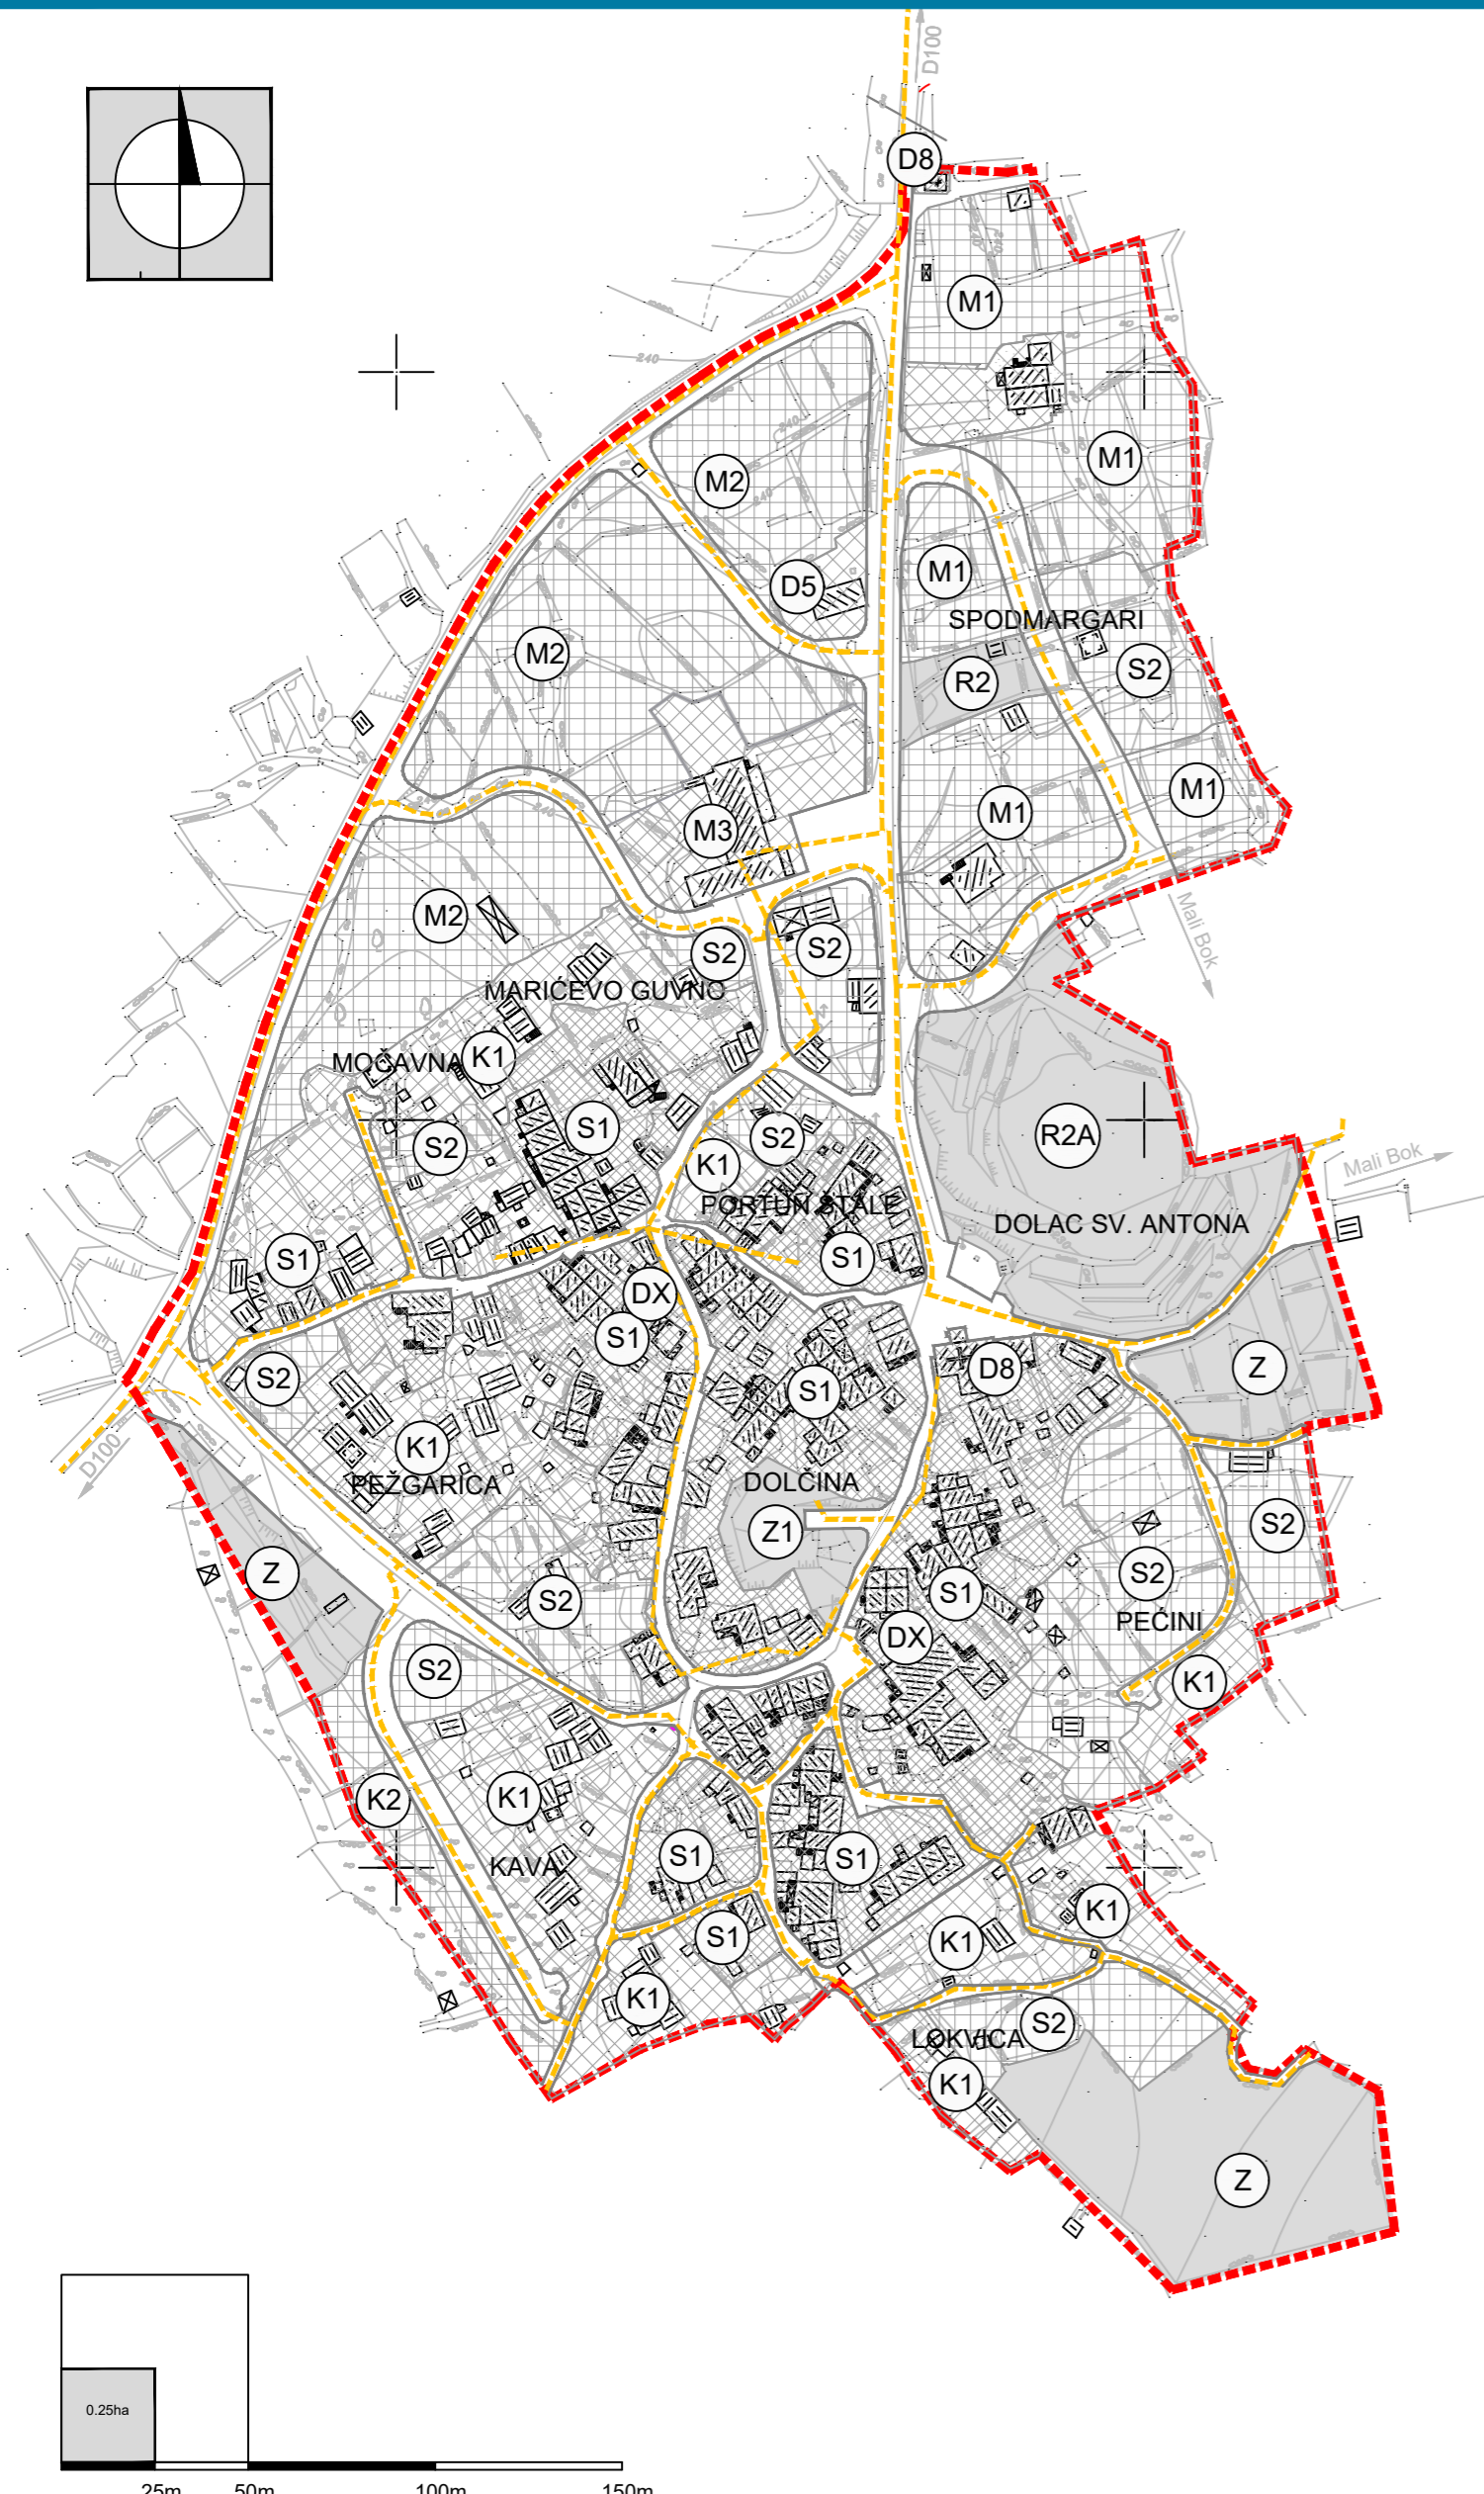 D100
D8
M1
240
M1
M2
D5
M1
SPODMARGARI
M2
S2
R2
M1
M1
M3
M2
S2
S2
Mali Bok
MARIĆEVO GUVNO
MOČAVNA
K1
S1
S2
K1
S2
R2A
Mali Bok
PORTUN ŠTALE
DOLAC SV. ANTONA
S1
S1
DX
S1
S2
S1
D8
Z
K1
D100
PEŽGARICA
DOLČINA
Z1
S2
Z
S2
S1
S2
PEČINI
DX
S2
K1
K2
K1
KAVA
S1
S1
K1
S1
K1
K1
S2
LOKVICA
K1
Z
0.25ha
25m 50m 100m 150m